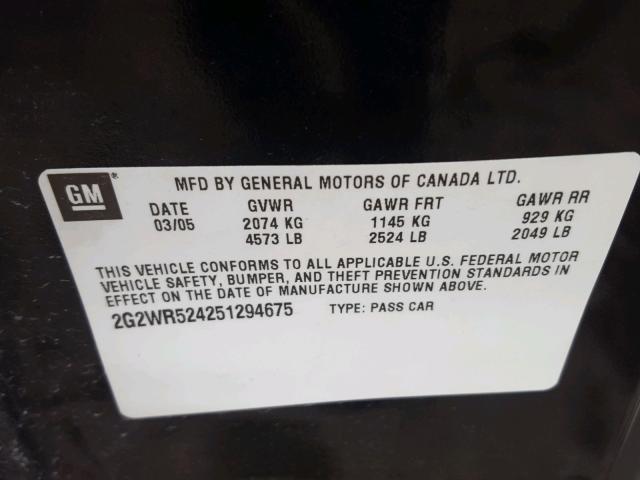 GM®
MFD BY GENERAL MOTORS OF CANADA LTD.
DATE GVWR GAWR FRT GAWR RR
03/05 2074 KG 1145 KG 929 KG
4573 LB 2524 LB 2049 LB
THIS VEHICLE CONFORMS TO ALL APPLICABLE U.S. FEDERAL MOTOR
VEHICLE SAFETY, BUMPER, AND THEFT PREVENTION STANDARDS IN
EFFECT ON THE DATE OF MANUFACTURE SHOWN ABOVE.
2G2WR524251294675 TYPE: PASS CAR